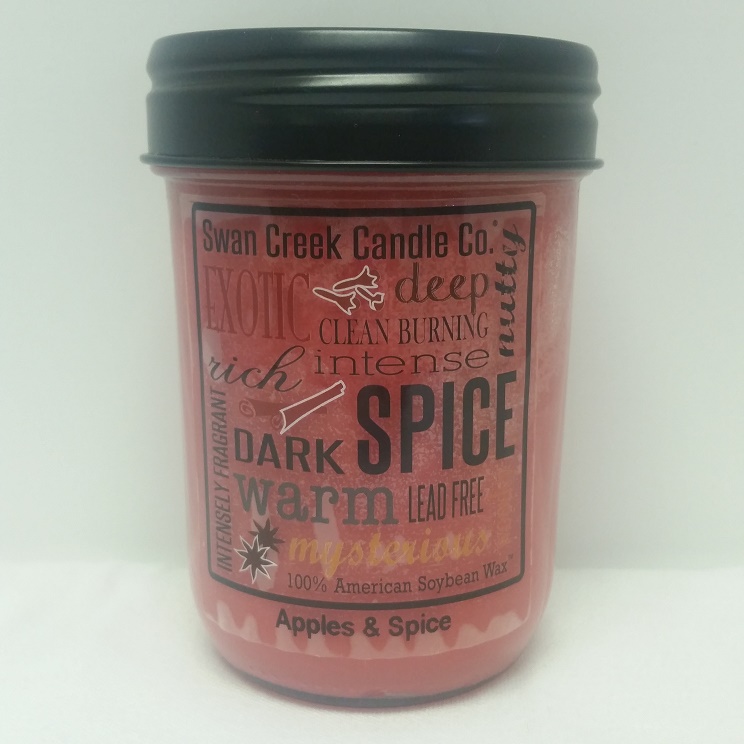 Swan Creek Candle Co.®
EXOTIC
deep
nutty
CLEAN BURNING
rich
intense
INTENSELY FRAGRANT
DARK
SPICE
warm
LEAD FREE
mysterious
100% American Soybean Wax™
Apples & Spice